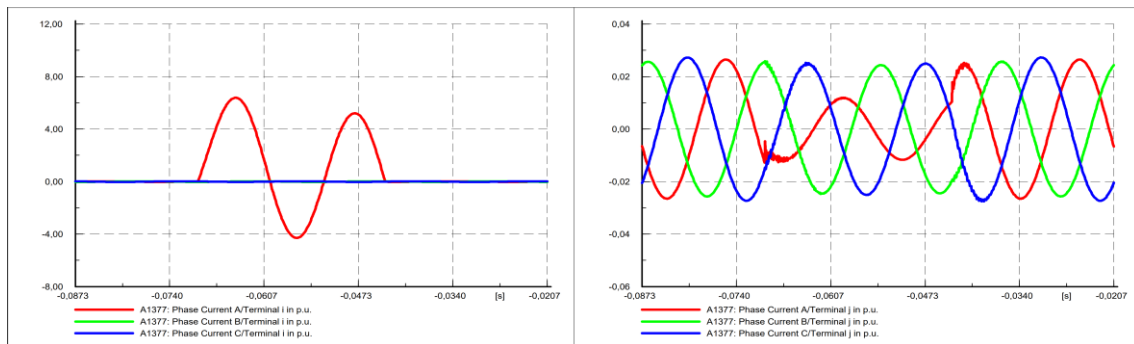 12,00
8,00
4,00
0,00
-4,00
-8,00
-0,0873 -0,0740 -0,0607 -0,0473 -0,0340 [s] -0,0207
A1377: Phase Current A/Terminal i in p.u.
A1377: Phase Current B/Terminal i in p.u.
A1377: Phase Current C/Terminal i in p.u.
0,04
0,02
0,00
-0,02
-0,04
-0,06
-0,0873 -0,0740 -0,0607 -0,0473 -0,0340 [s] -0,0207
A1377: Phase Current A/Terminal j in p.u.
A1377: Phase Current B/Terminal j in p.u.
A1377: Phase Current C/Terminal j in p.u.